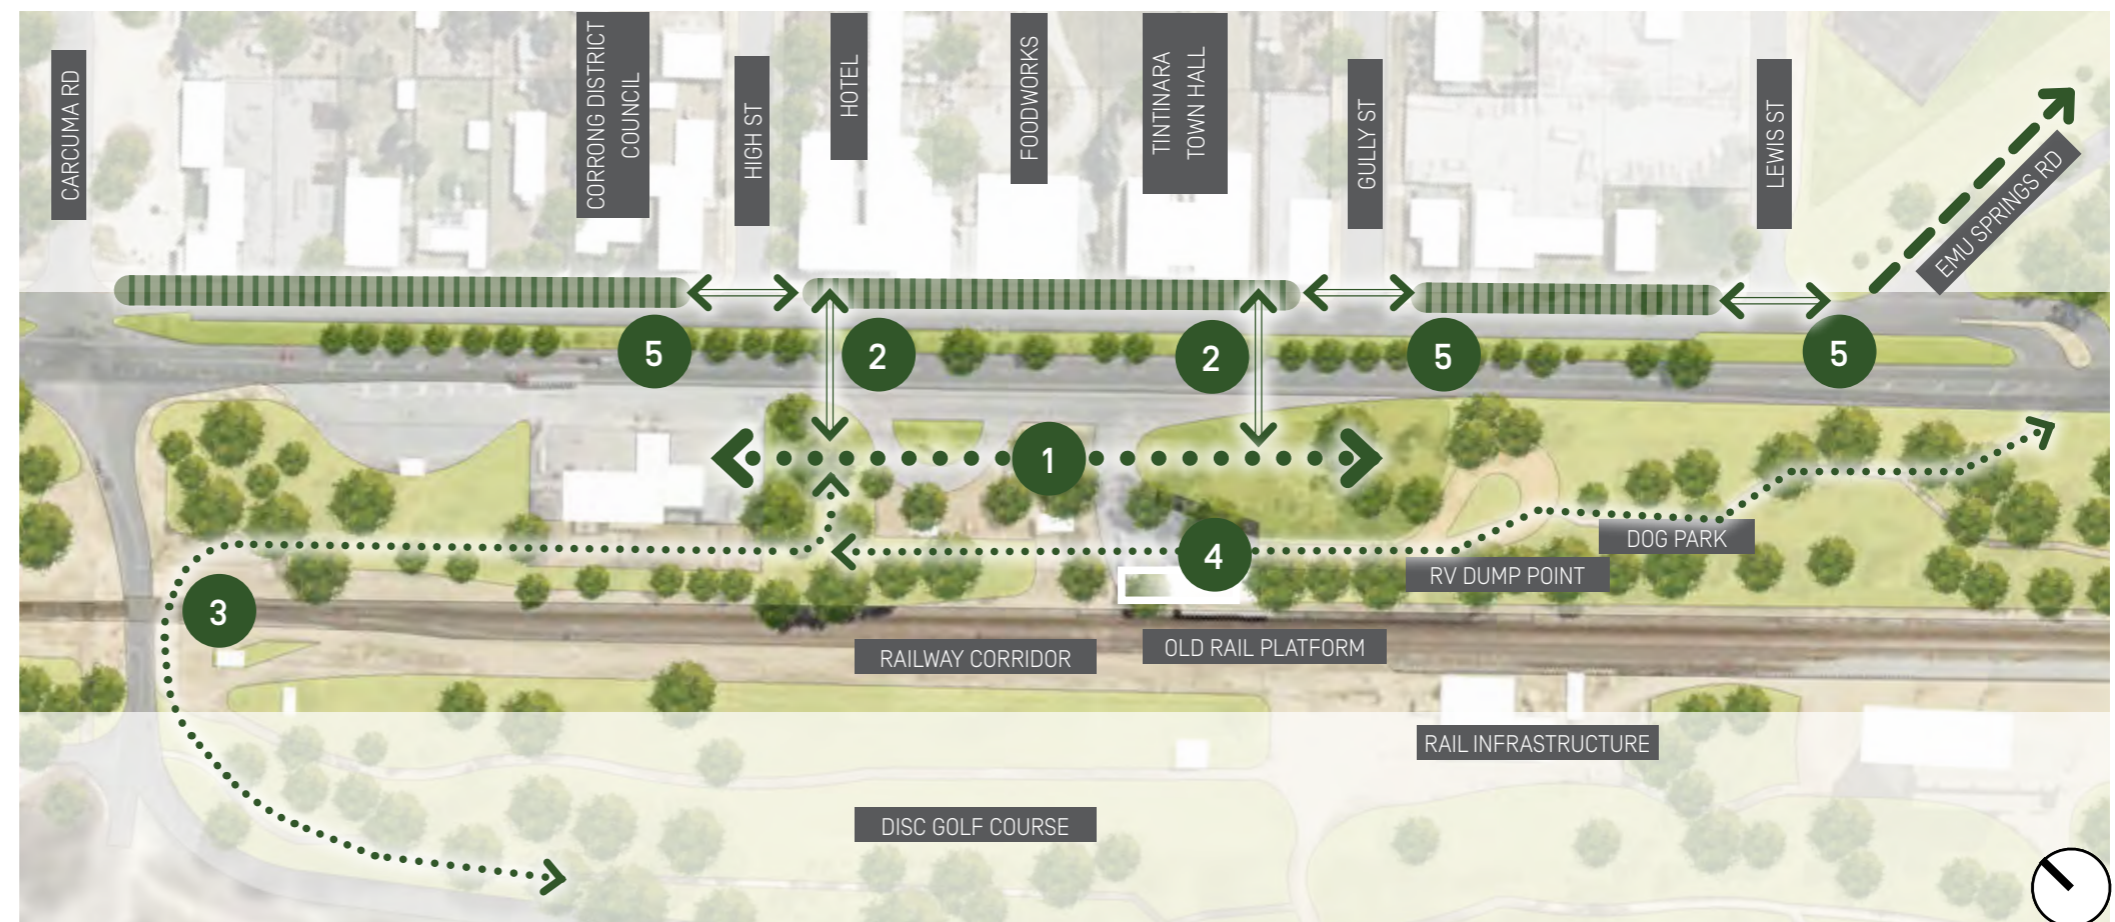 CARCUMA RD
CORRONG DISTRICT
COUNCIL
HIGH ST
HOTEL
FOODWORKS
TINTINARA
TOWN HALL
GULLY ST
LEWIS ST
EMU SPRINGS RD
5
2
2
5
5
1
4
DOG PARK
RV DUMP POINT
3
RAILWAY CORRIDOR
OLD RAIL PLATFORM
RAIL INFRASTRUCTURE
DISC GOLF COURSE